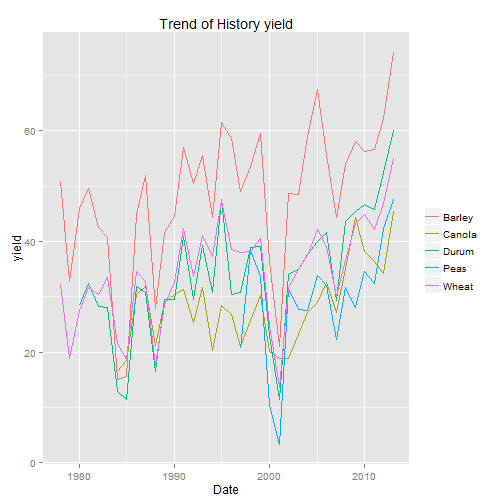 Trend of History yield
60
40
20
0
yield
1980
1990
2000
2010
Date
Barley
Canola
Durum
Peas
Wheat